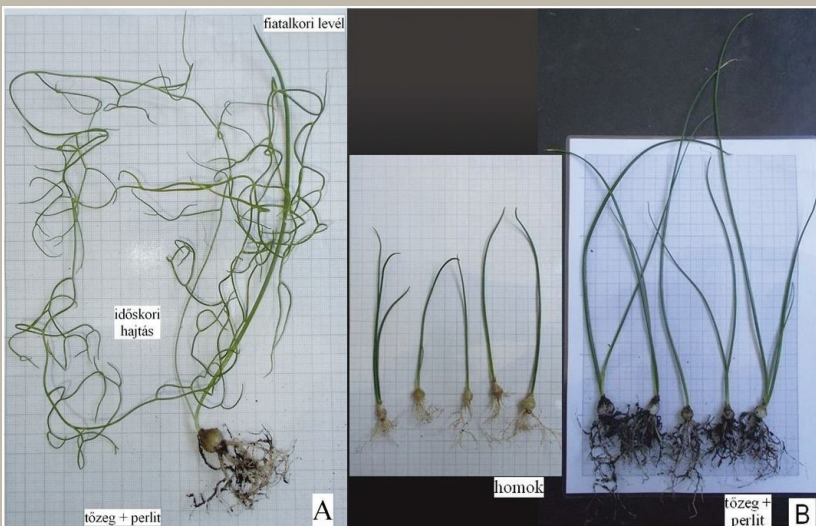 fiatalkori levél
időskori
hajtás
tőzeg + perlit
A
homok
tőzeg +
perlit
B